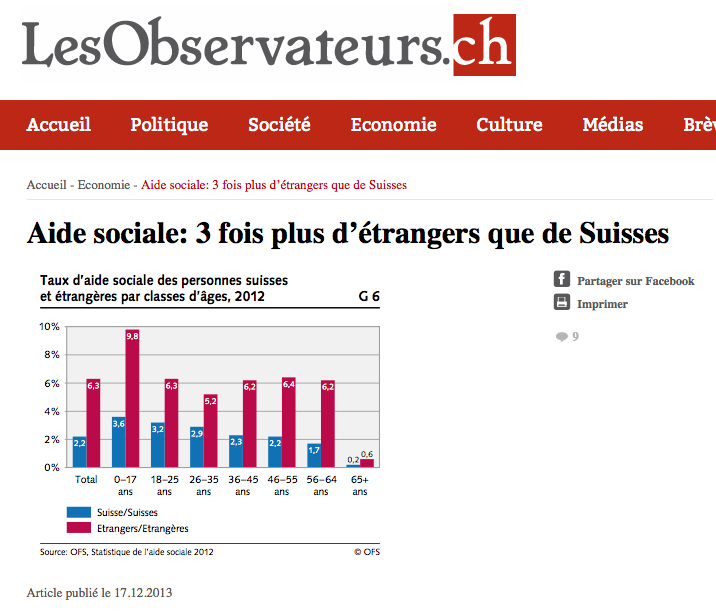 LesObservateurs.ch
Accueil Politique Société Economie Culture Médias
Accueil - Economie - Aide sociale: 3 fois plus d’étrangers que de Suisses
Aide sociale: 3 fois plus d’étrangers que de Suisses
Taux d’aide sociale des personnes suisses
et étrangères par classes d’âges, 2012 G 6
Partager sur Facebook
Imprimer
9
10%
8%
6%
4%
2%
0%
2,2 6,3 3,6 9,8 3,2 6,3 2,9 5,2 2,3 6,2 2,2 6,4 1,7 6,2 0,2 0,6
Total 0–17 18–25 26–35 36–45 46–55 56–64 65+
ans ans ans ans ans ans ans
Suisse/Suisses
Etrangers/Etrangères
Source: OFS, Statistique de l’aide sociale 2012 © OFS
Article publié le 17.12.2013